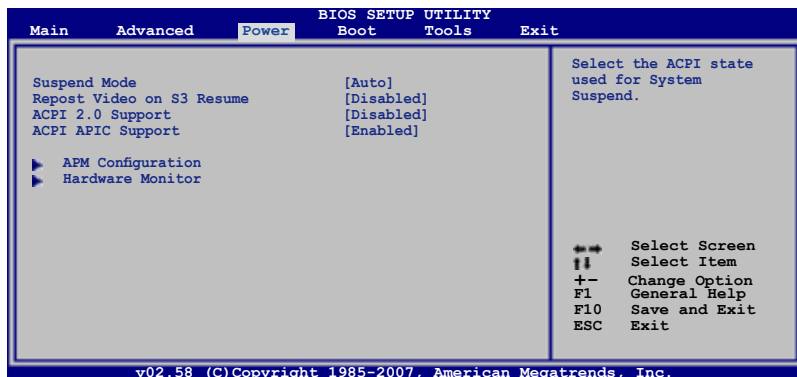 BIOS SETUP UTILITY
Main Advanced Power Boot Tools Exit
Suspend Mode [Auto]
Repost Video on S3 Resume [Disabled]
ACPI 2.0 Support [Disabled]
ACPI APIC Support [Enabled]
APM Configuration
Hardware Monitor
Select the ACPI state
used for System
Suspend.
Select Screen
Select Item
+- Change Option
F1 General Help
F10 Save and Exit
ESC Exit
v02.58 (C)Copyright 1985-2007, American Megatrends, Inc.